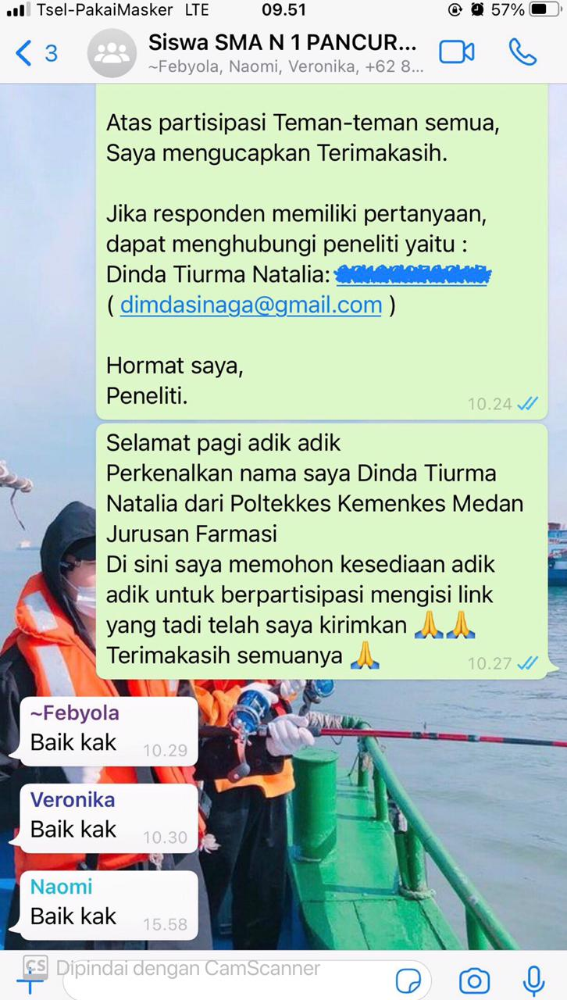 Tsel-PakaiMasker LTE 09.51 57%
3 Siswa SMA N 1 PANCUR...
~Febyola, Naomi, Veronika, +62 8...
Atas partisipasi Teman-teman semua,
Saya mengucapkan Terimakasih.
Jika responden memiliki pertanyaan,
dapat menghubungi peneliti yaitu :
Dinda Tiurma Natalia:
( dimdasinaga@gmail.com )
Hormat saya,
Peneliti.
10.24
Selamat pagi adik adik
Perkenalkan nama saya Dinda Tiurma
Natalia dari Poltekkes Kemenkes Medan
Jurusan Farmasi
Di sini saya memohon kesediaan adik
adik untuk berpartisipasi mengisi link
yang tadi telah saya kirimkan 🙏🙏
Terimakasih semuanya 🙏
10.27
~Febyola
Baik kak 10.29
Veronika
Baik kak 10.30
Naomi
Baik kak 15.58
CS Dipindai dengan CamScanner